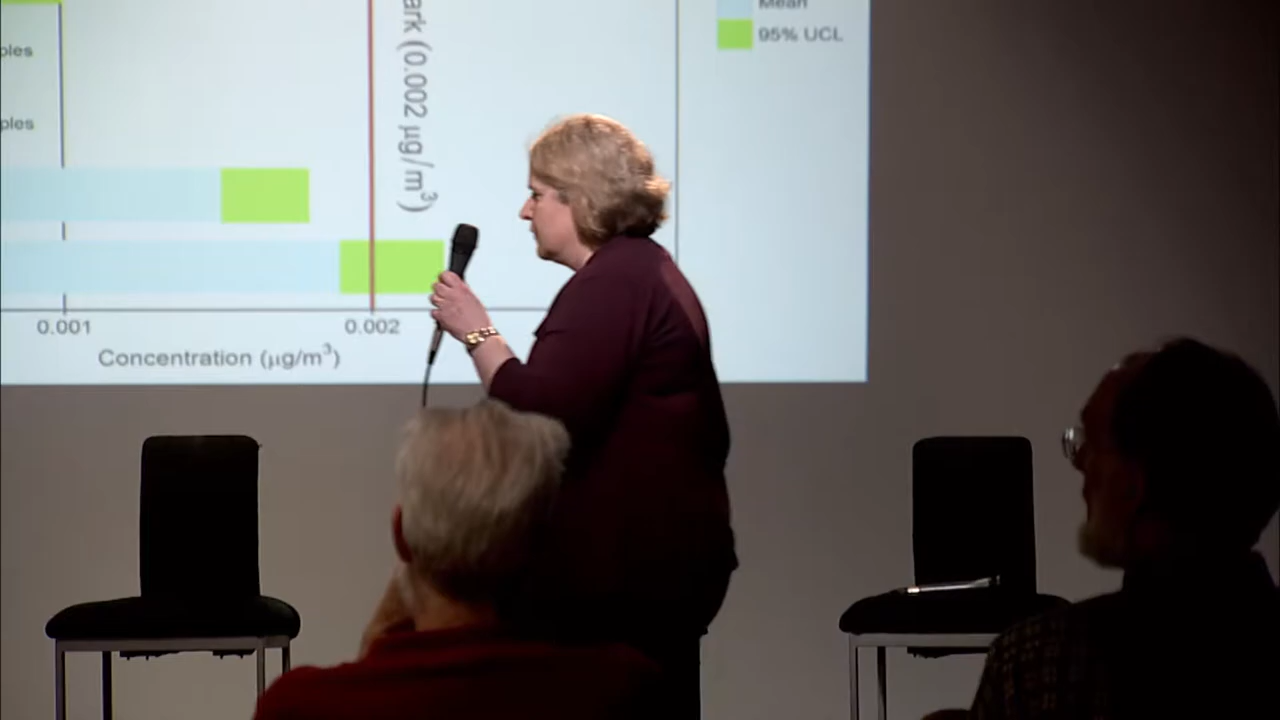 Mean
95% UCL
ples
ples
ark (0.002 µg/m³)
0.001
0.002
Concentration (µg/m³)